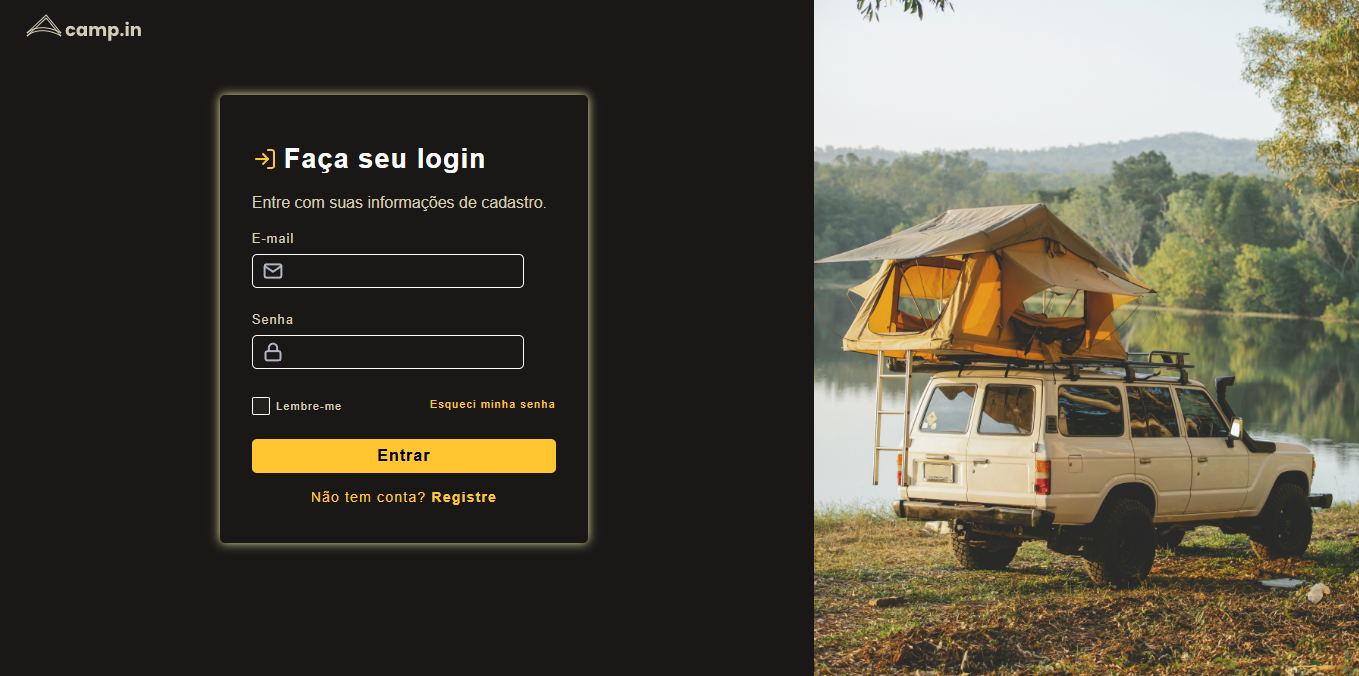 camp.in
Faça seu login
Entre com suas informações de cadastro.
E-mail
Senha
Lembre-me
Esqueci minha senha
Entrar
Não tem conta? Registre